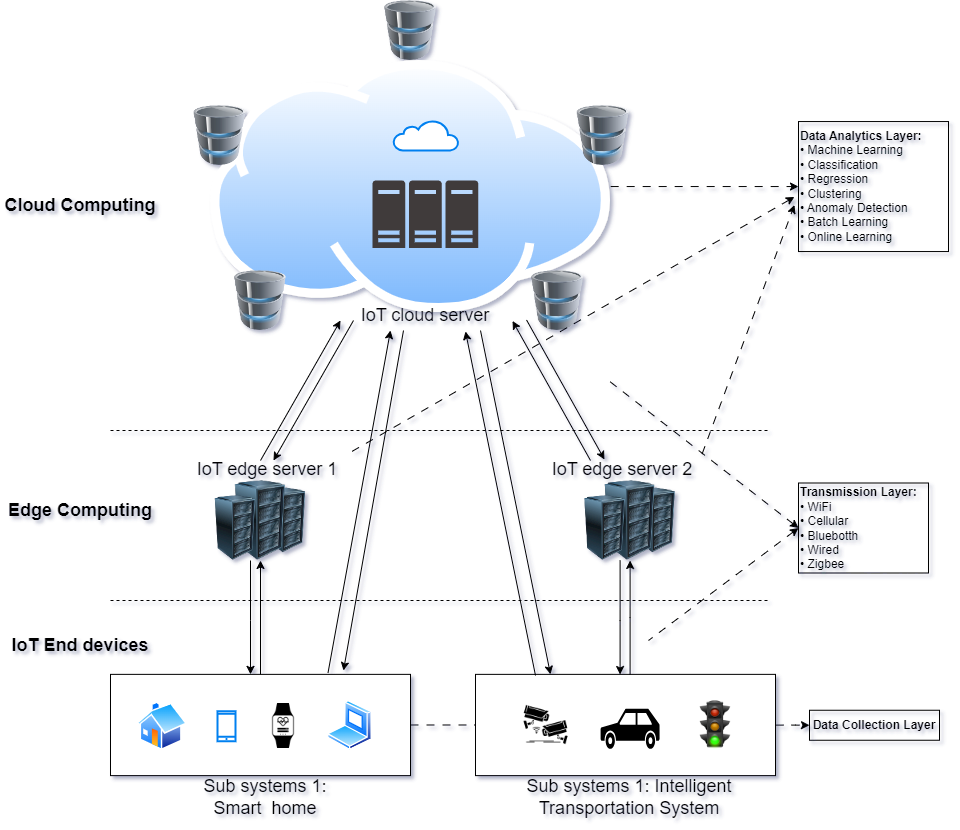 Cloud Computing
IoT cloud server
Data Analytics Layer:
• Machine Learning
• Classification
• Regression
• Clustering
• Anomaly Detection
• Batch Learning
• Online Learning
IoT edge server 1
IoT edge server 2
Edge Computing
Transmission Layer:
• WiFi
• Cellular
• Bluebotth
• Wired
• Zigbee
IoT End devices
Data Collection Layer
Sub systems 1:
Smart home
Sub systems 1: Intelligent
Transportation System